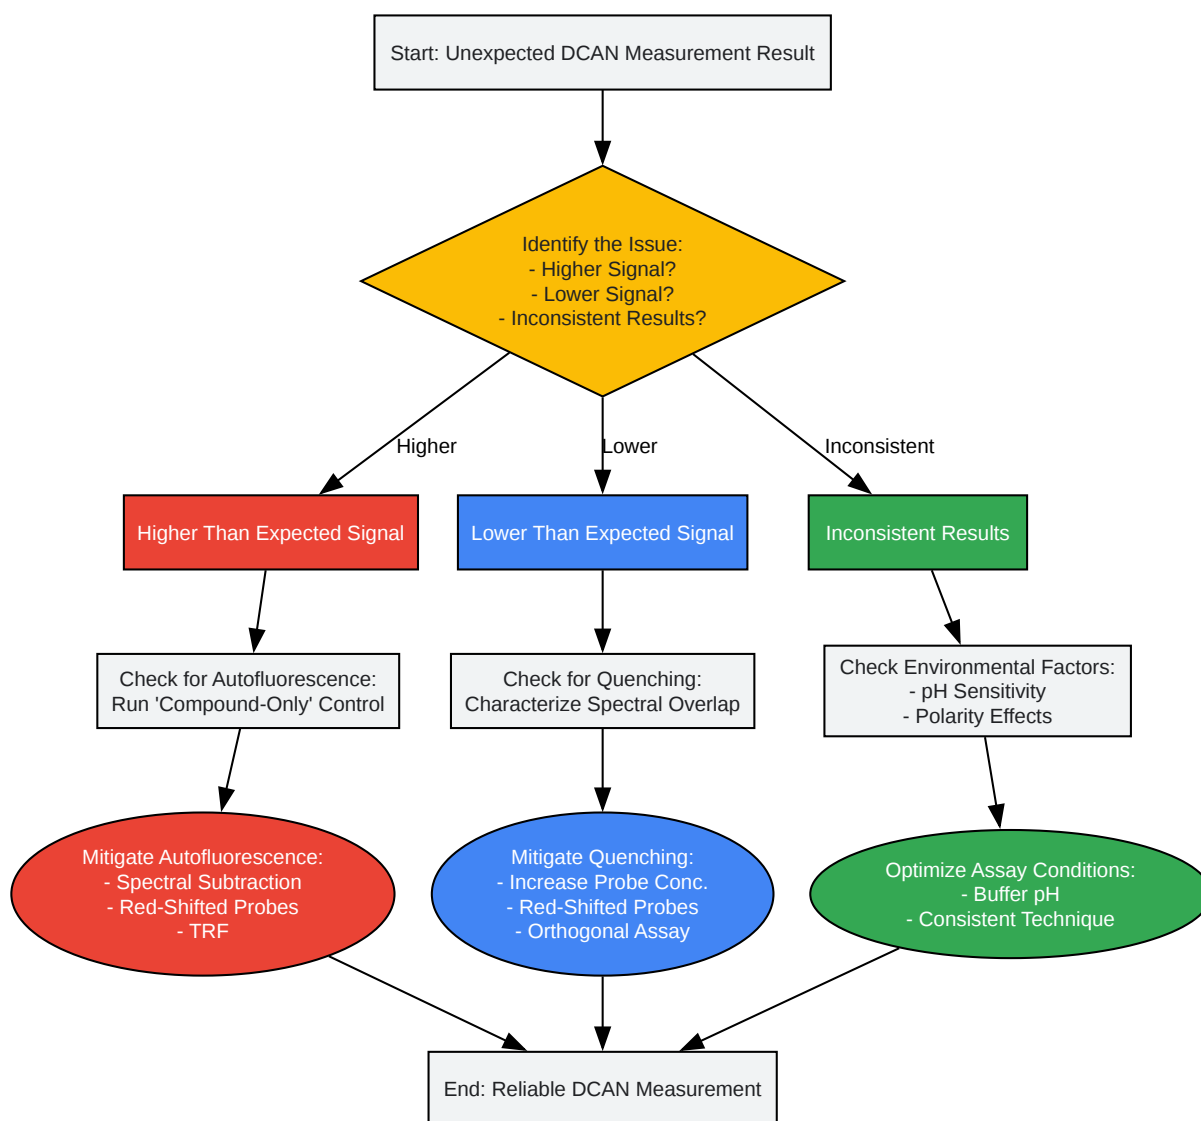 Start: Unexpected DCAN Measurement Result
Identify the Issue:
- Higher Signal?
- Lower Signal?
- Inconsistent Results?
Higher
Lower
Inconsistent
Higher Than Expected Signal
Lower Than Expected Signal
Inconsistent Results
Check for Autofluorescence:
Run 'Compound-Only' Control
Check for Quenching:
Characterize Spectral Overlap
Check Environmental Factors:
- pH Sensitivity
- Polarity Effects
Mitigate Autofluorescence:
- Spectral Subtraction
- Red-Shifted Probes
- TRF
Mitigate Quenching:
- Increase Probe Conc.
- Red-Shifted Probes
- Orthogonal Assay
Optimize Assay Conditions:
- Buffer pH
- Consistent Technique
End: Reliable DCAN Measurement